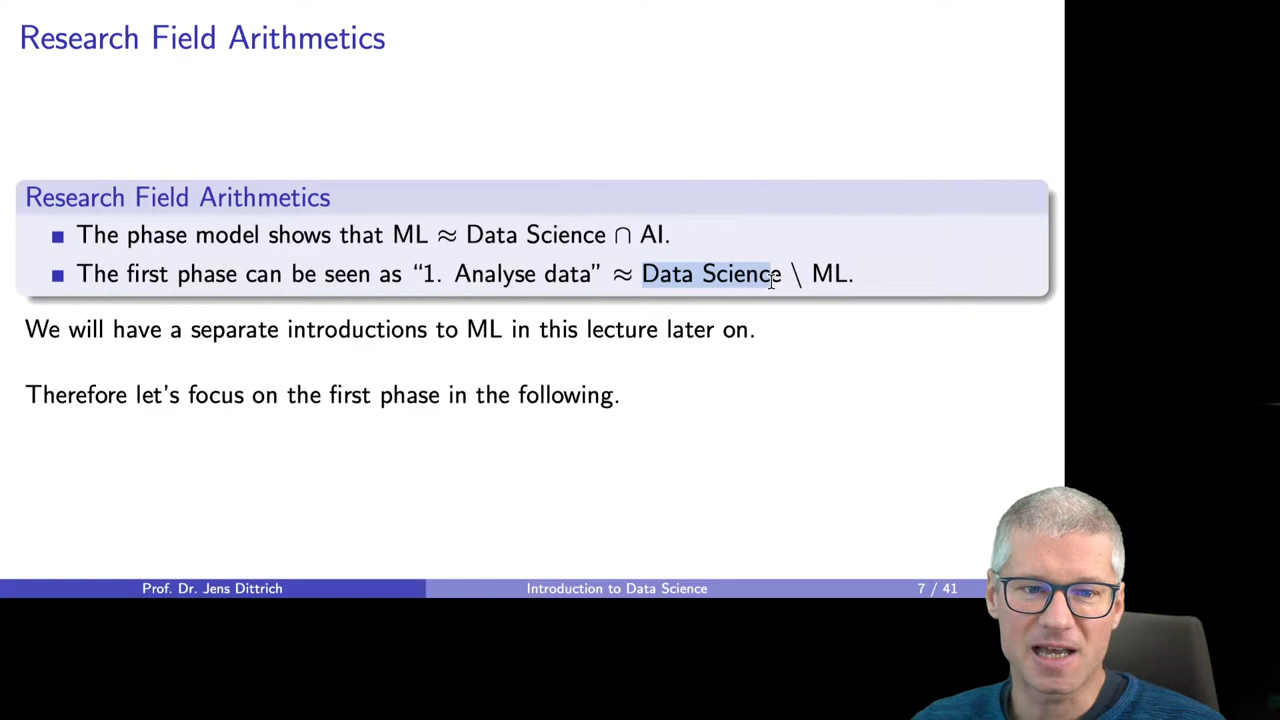 Research Field Arithmetics
Research Field Arithmetics
The phase model shows that ML ≈ Data Science ∩ AI.
The first phase can be seen as “1. Analyse data” ≈ Data Science \ ML.
We will have a separate introductions to ML in this lecture later on.
Therefore let's focus on the first phase in the following.
Prof. Dr. Jens Dittrich Introduction to Data Science 7 / 41